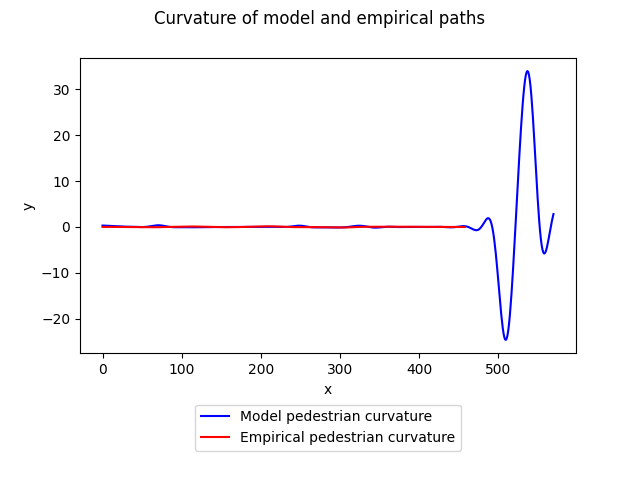 Curvature of model and empirical paths
30
20
10
0
−10
−20
y
0 100 200 300 400 500
x
Model pedestrian curvature
Empirical pedestrian curvature